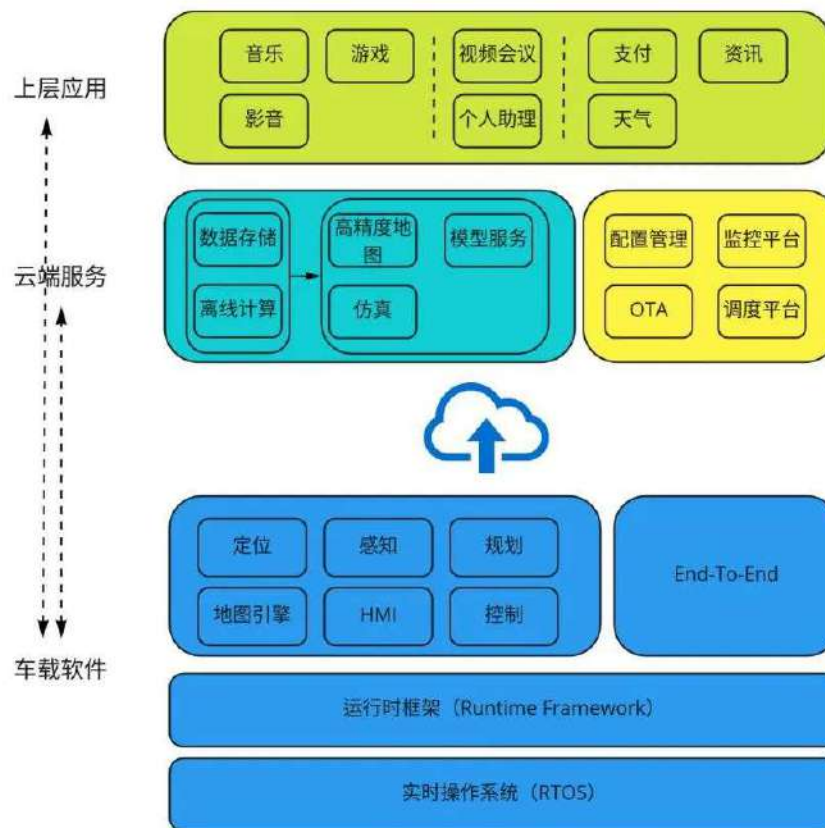 音乐
游戏
视频会议
支付
资讯
上层应用
影音
个人助理
天气
数据存储
高精度地
图
模型服务
配置管理
监控平台
云端服务
离线计算
仿真
OTA
调度平台
定位
感知
规划
End-To-End
地图引擎
HMI
控制
车载软件
运行时框架（Runtime Framework）
实时操作系统（RTOS）